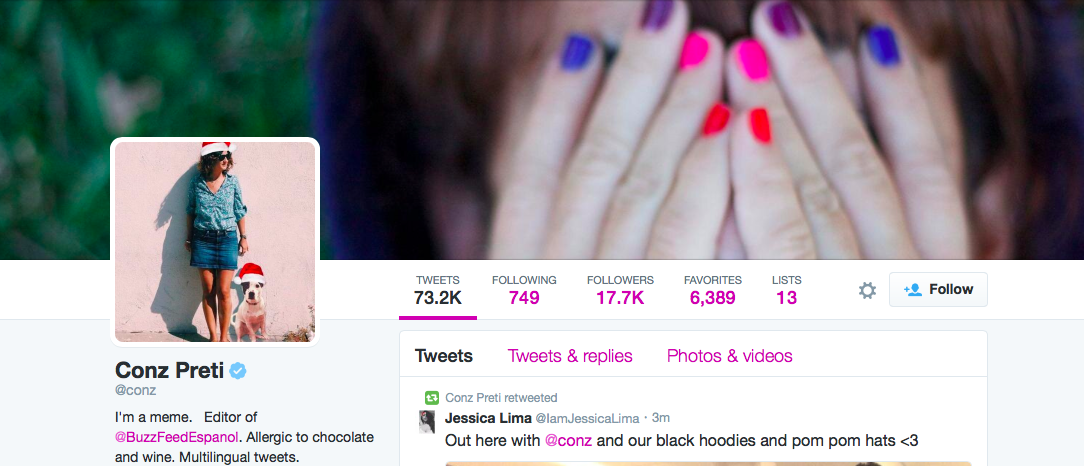 TWEETS FOLLOWING FOLLOWERS FAVORITES LISTS
73.2K 749 17.7K 6,389 13
Follow
Conz Preti
@conz
I'm a meme. Editor of
@BuzzFeedEspanol. Allergic to chocolate
and wine. Multilingual tweets.
Tweets Tweets & replies Photos & videos
Conz Preti retweeted
Jessica Lima @IamJessicaLima · 3m
Out here with @conz and our black hoodies and pom pom hats <3